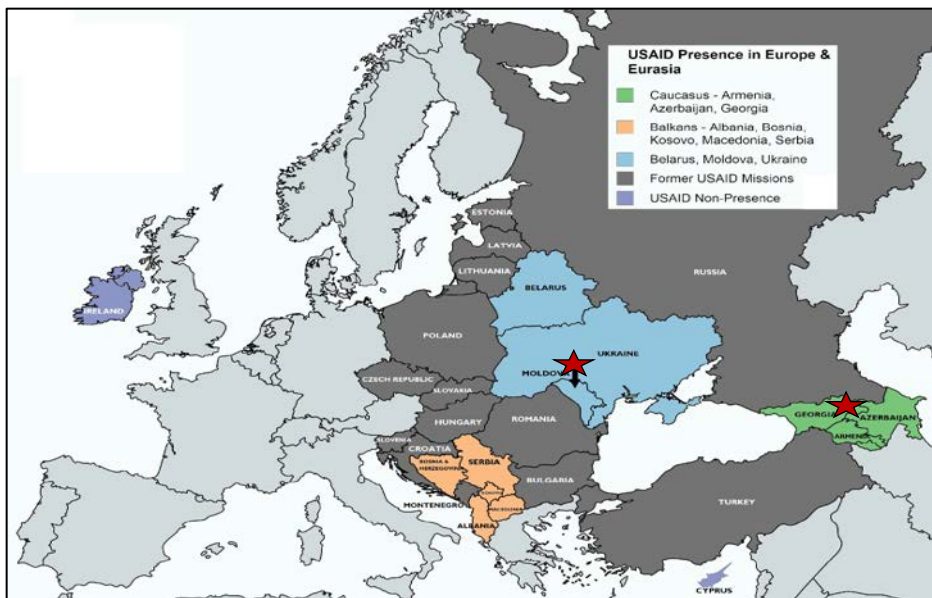 USAID Presence in Europe &
Eurasia
Caucasus - Armenia,
Azerbaijan, Georgia
Balkans - Albania, Bosnia,
Kosovo, Macedonia, Serbia
Belarus, Moldova, Ukraine
Former USAID Missions
USAID Non-Presence
ESTONIA
LATVIA
LITHUANIA
RUSSIA
BELARUS
IRELAND
POLAND
UKRAINE
MOLDOVA
CZECH REPUBLIC
SLOVAKIA
HUNGARY
ROMANIA
GEORGIA
AZERBAIJAN
ARMENIA
SLOVENIA
CROATIA
BOSNIA &
HERZEGOVINA
SERBIA
BULGARIA
KOSOVO
MONTENEGRO
MACEDONIA
ALBANIA
TURKEY
CYPRUS